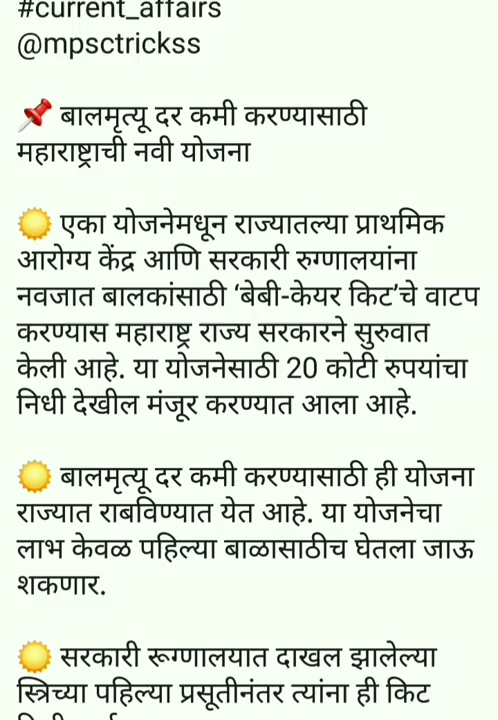 #current_affairs
@mpsctrickss
📌 बालमृत्यू दर कमी करण्यासाठी
महाराष्ट्राची नवी योजना
🌞 एका योजनेमधून राज्यातल्या प्राथमिक
आरोग्य केंद्र आणि सरकारी रुग्णालयांना
नवजात बालकांसाठी ‘बेबी-केयर किट’चे वाटप
करण्यास महाराष्ट्र राज्य सरकारने सुरुवात
केली आहे. या योजनेसाठी 20 कोटी रुपयांचा
निधी देखील मंजूर करण्यात आला आहे.
🌞 बालमृत्यू दर कमी करण्यासाठी ही योजना
राज्यात राबविण्यात येत आहे. या योजनेचा
लाभ केवळ पहिल्या बाळासाठीच घेतला जाऊ
शकणार.
🌞 सरकारी रूग्णालयात दाखल झालेल्या
स्त्रिच्या पहिल्या प्रसूतीनंतर त्यांना ही किट